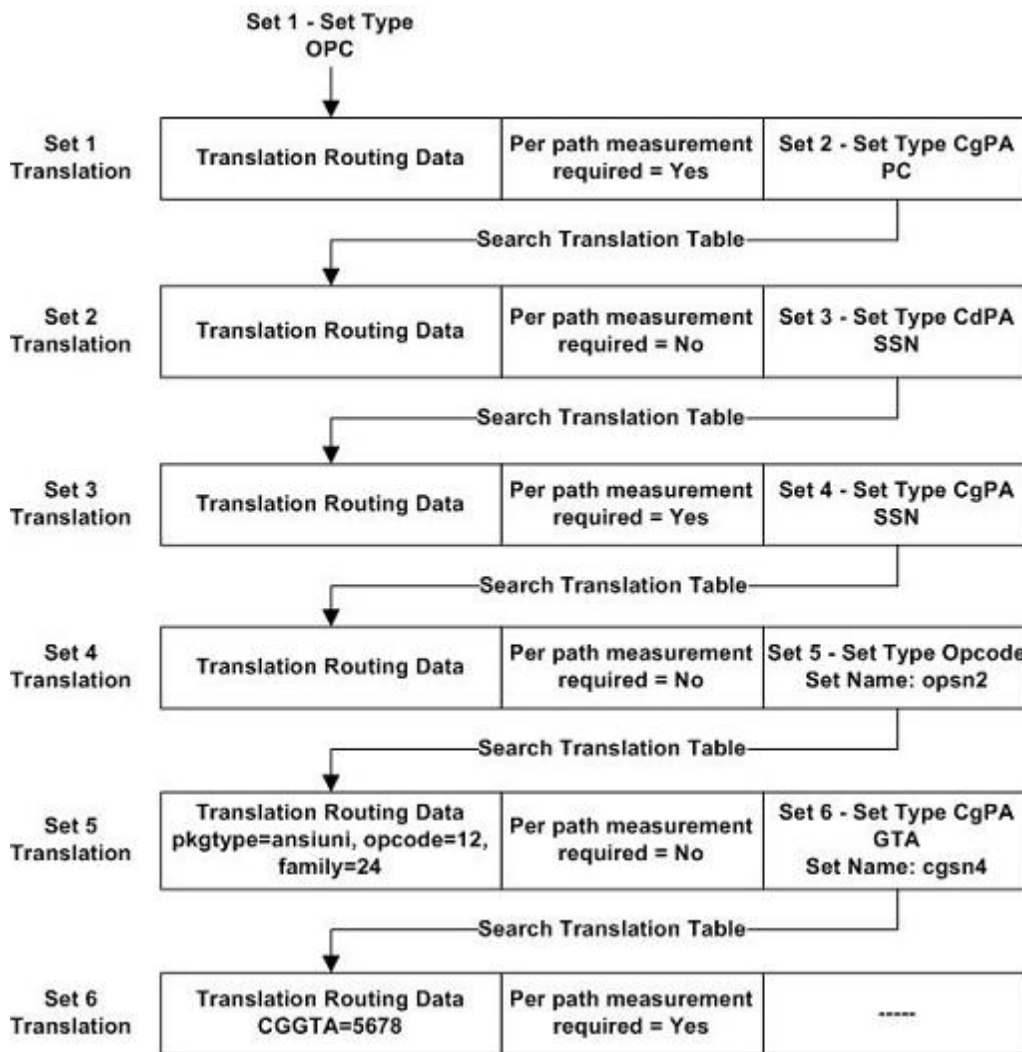 Set 1 - Set Type
OPC
Set 1
Translation
Translation Routing Data
Per path measurement
required = Yes
Set 2 - Set Type CgPA
PC
Search Translation Table
Set 2
Translation
Translation Routing Data
Per path measurement
required = No
Set 3 - Set Type CdPA
SSN
Search Translation Table
Set 3
Translation
Translation Routing Data
Per path measurement
required = Yes
Set 4 - Set Type CgPA
SSN
Search Translation Table
Set 4
Translation
Translation Routing Data
Per path measurement
required = No
Set 5 - Set Type Opcode
Set Name: opsn2
Search Translation Table
Set 5
Translation
Translation Routing Data
pkgtype=ansiuni, opcode=12,
family=24
Per path measurement
required = No
Set 6 - Set Type CgPA
GTA
Set Name: cgsn4
Search Translation Table
Set 6
Translation
Translation Routing Data
CGGTA=5678
Per path measurement
required = Yes
-----